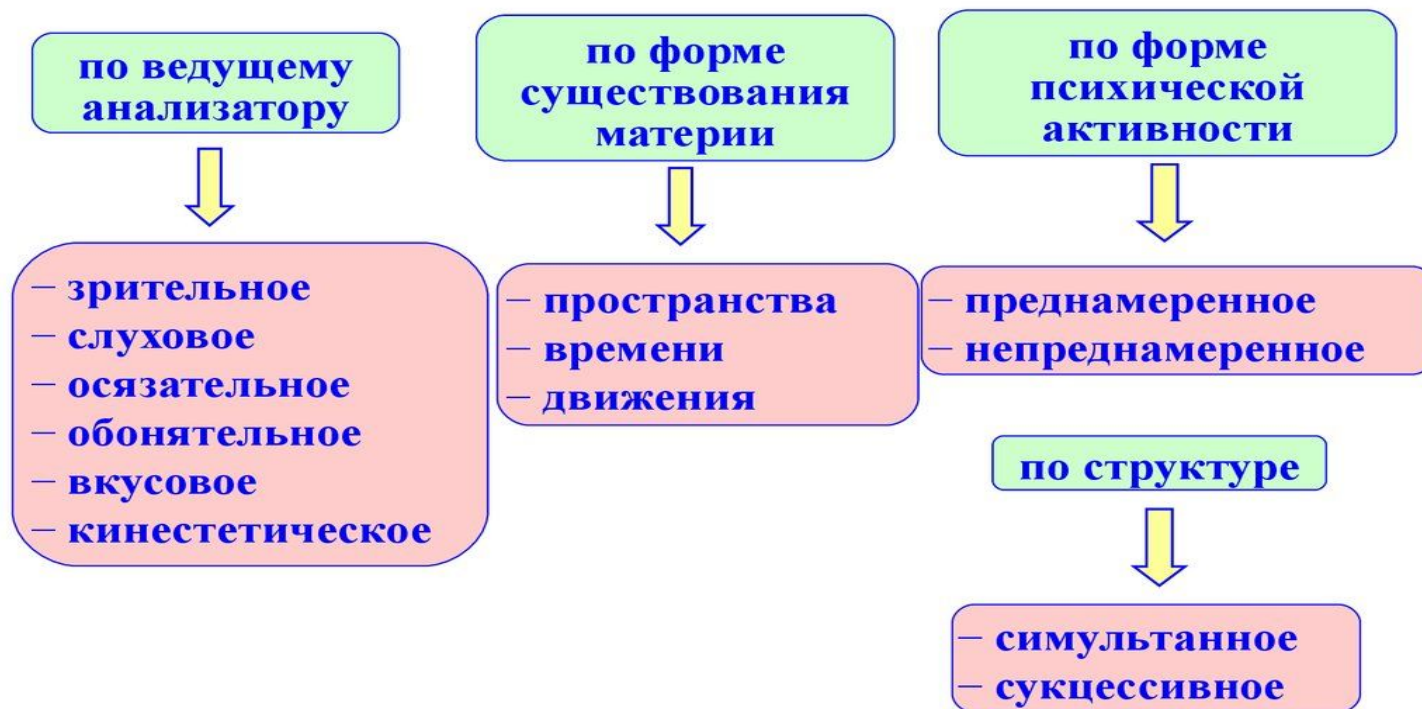 по ведущему
анализатору
– зрительное
– слуховое
– осязательное
– обонятельное
– вкусовое
– кинестетическое
по форме
существования
материи
– пространства
– времени
– движения
по форме
психической
активности
– преднамеренное
– непреднамеренное
по структуре
– симультанное
– сукцессивное